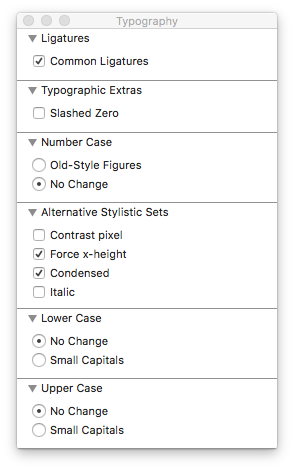 Typography
Ligatures
Common Ligatures
Typographic Extras
Slashed Zero
Number Case
Old-Style Figures
No Change
Alternative Stylistic Sets
Contrast pixel
Force x-height
Condensed
Italic
Lower Case
No Change
Small Capitals
Upper Case
No Change
Small Capitals